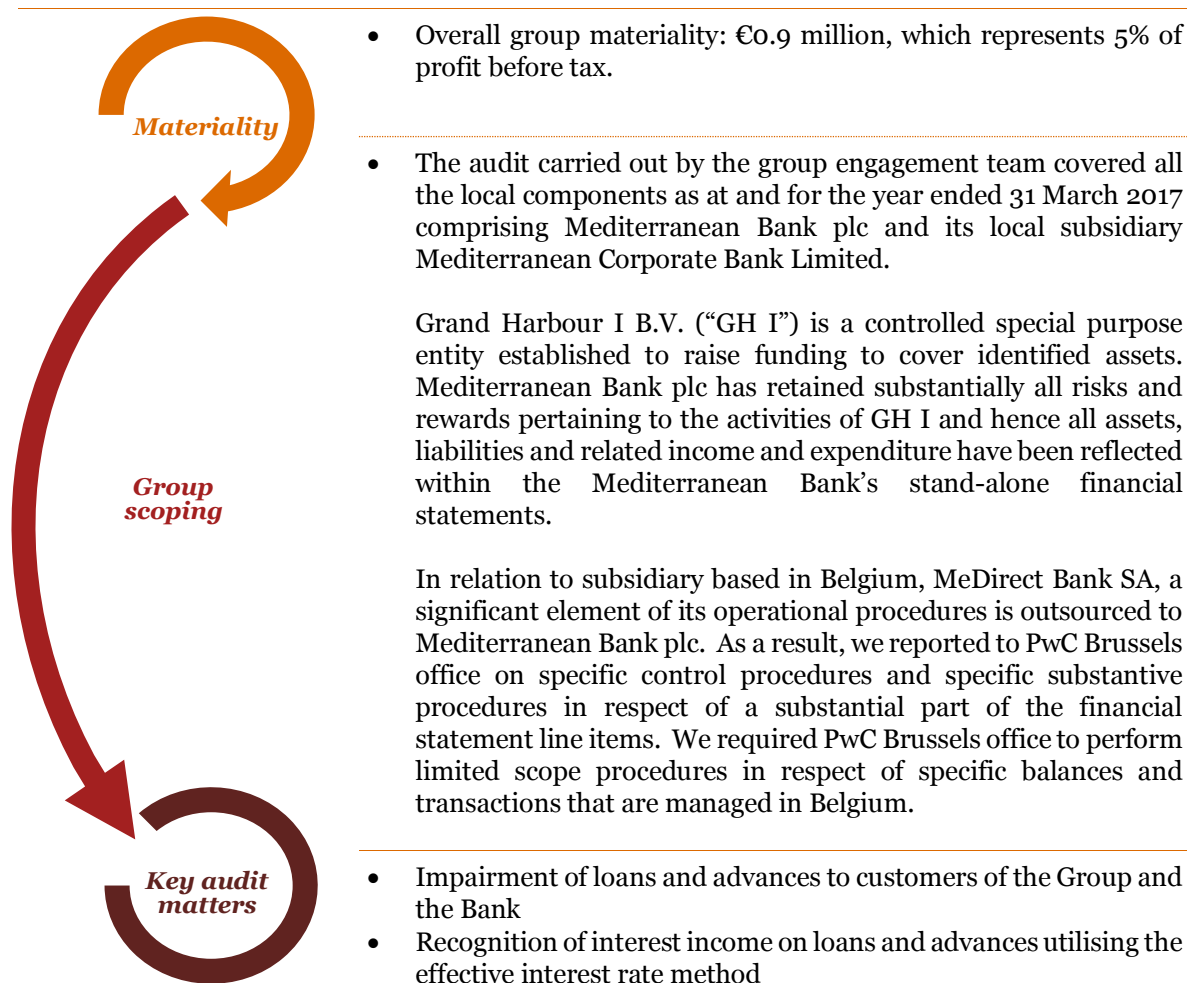 Materiality
• Overall group materiality: €0.9 million, which represents 5% of
profit before tax.
Group
scoping
• The audit carried out by the group engagement team covered all
the local components as at and for the year ended 31 March 2017
comprising Mediterranean Bank plc and its local subsidiary
Mediterranean Corporate Bank Limited.
Grand Harbour I B.V. (“GH I”) is a controlled special purpose
entity established to raise funding to cover identified assets.
Mediterranean Bank plc has retained substantially all risks and
rewards pertaining to the activities of GH I and hence all assets,
liabilities and related income and expenditure have been reflected
within the Mediterranean Bank’s stand-alone financial
statements.
In relation to subsidiary based in Belgium, MeDirect Bank SA, a
significant element of its operational procedures is outsourced to
Mediterranean Bank plc. As a result, we reported to PwC Brussels
office on specific control procedures and specific substantive
procedures in respect of a substantial part of the financial
statement line items. We required PwC Brussels office to perform
limited scope procedures in respect of specific balances and
transactions that are managed in Belgium.
Key audit
matters
• Impairment of loans and advances to customers of the Group and
the Bank
• Recognition of interest income on loans and advances utilising the
effective interest rate method